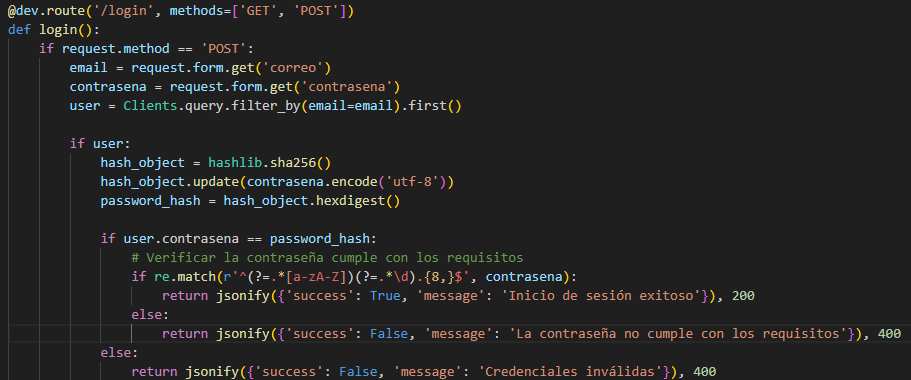 @dev.route('/login', methods=['GET', 'POST'])
def login():
    if request.method == 'POST':
        email = request.form.get('correo')
        contrasena = request.form.get('contrasena')
        user = Clients.query.filter_by(email=email).first()
        if user:
            hash_object = hashlib.sha256()
            hash_object.update(contrasena.encode('utf-8'))
            password_hash = hash_object.hexdigest()
            if user.contrasena == password_hash:
                # Verificar la contraseña cumple con los requisitos
                if re.match(r'^(?=.*[a-zA-Z])(?=.*\d).{8,}$', contrasena):
                    return jsonify({'success': True, 'message': 'Inicio de sesión exitoso'}), 200
                else:
                    return jsonify({'success': False, 'message': 'La contraseña no cumple con los requisitos'}), 400
            else:
                return jsonify({'success': False, 'message': 'Credenciales inválidas'}), 400